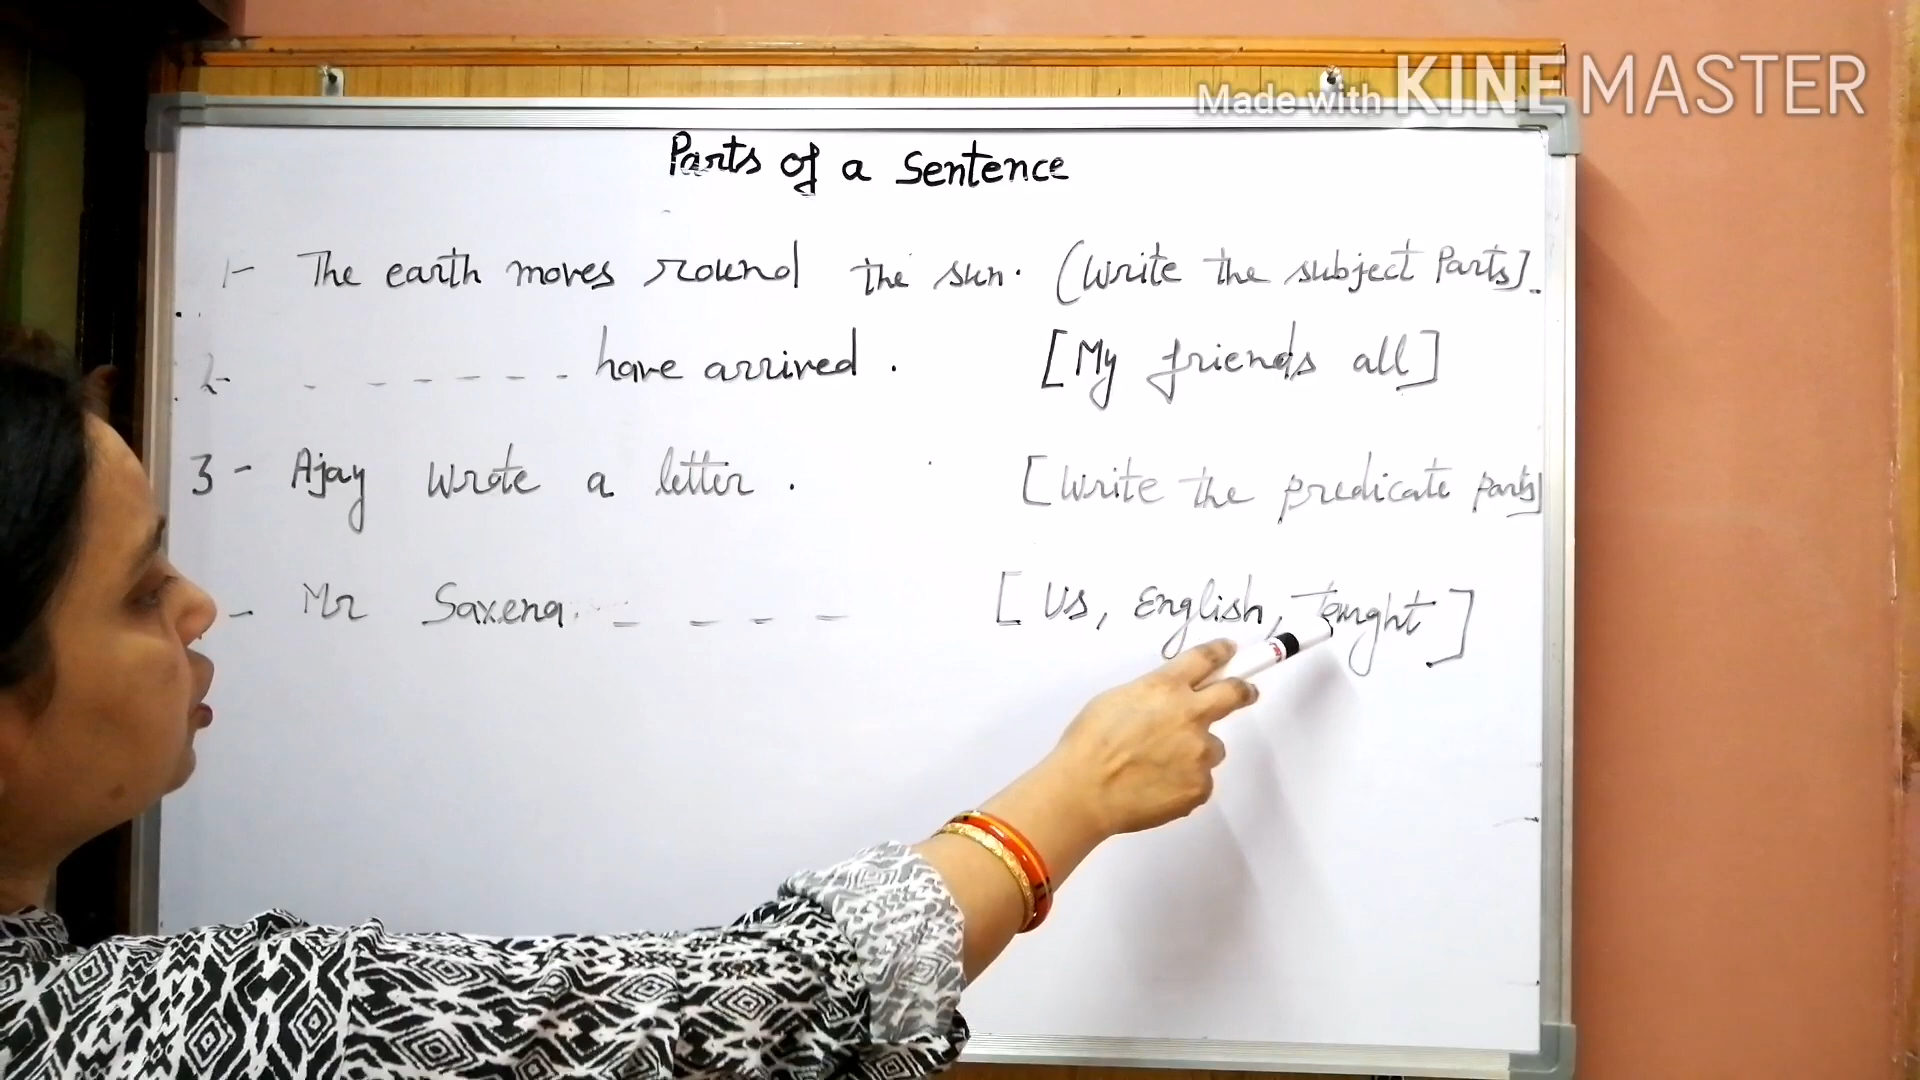 Made with KINEMASTER
Parts of a Sentence
1- The earth moves round the sun. (Write the subject Parts].
2- - - - - - - - have arrived. [My friends all]
3- Ajay wrote a letter. [Write the predicate parts]
- Mr Saxena. - - - - [Us, English, Taught]